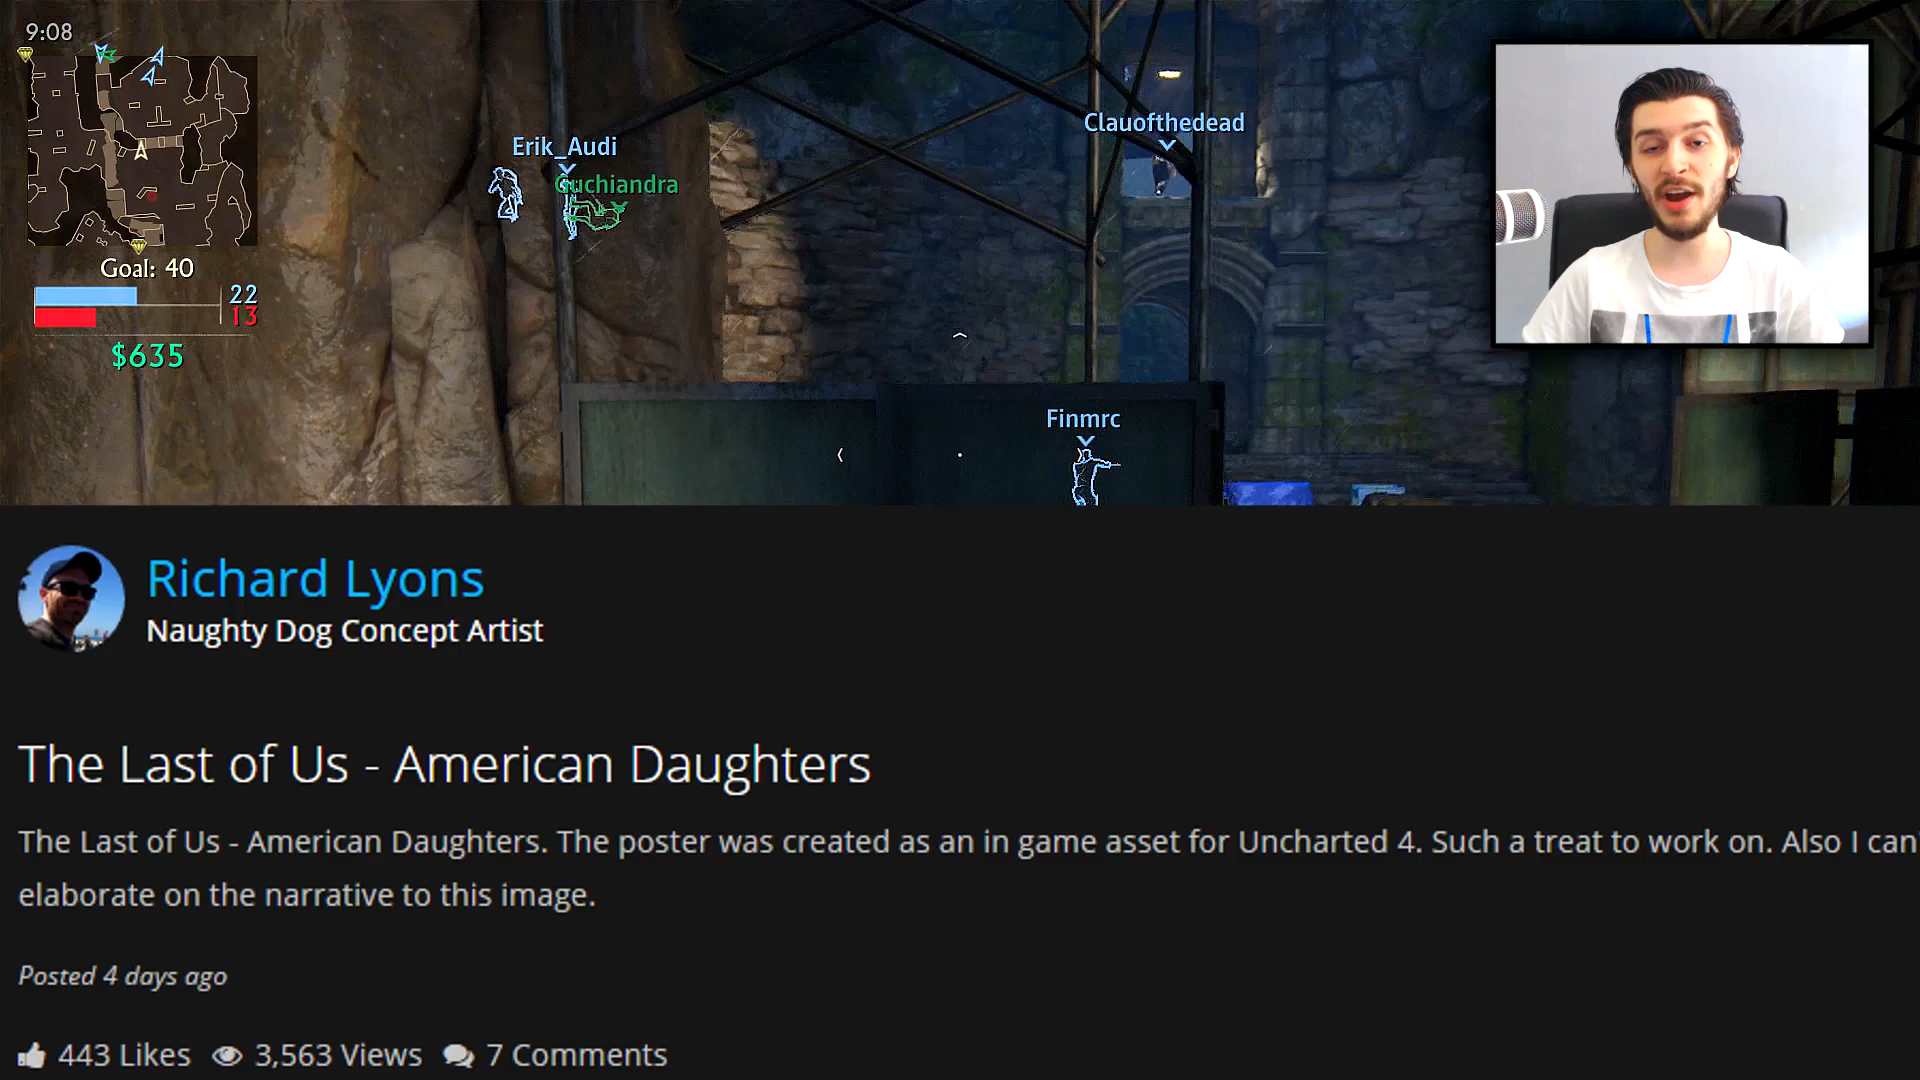 9:08
Erik_Audi
Guchiandra
Clauofthedead
Goal: 40
22
13
$635
Finmrc
Richard Lyons
Naughty Dog Concept Artist
The Last of Us - American Daughters
The Last of Us - American Daughters. The poster was created as an in game asset for Uncharted 4. Such a treat to work on. Also I can'
elaborate on the narrative to this image.
Posted 4 days ago
443 Likes 3,563 Views 7 Comments